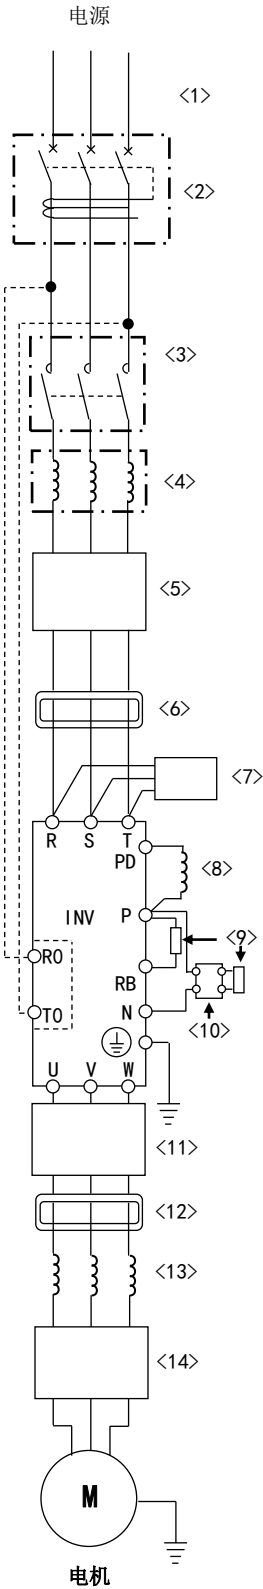 电源
<1>
<2>
<3>
<4>
<5>
<6>
<7>
R S T
PD
<8>
P
INV
<9>
R0
RB
N
<10>
T0
U V W
<11>
<12>
<13>
<14>
M
电机